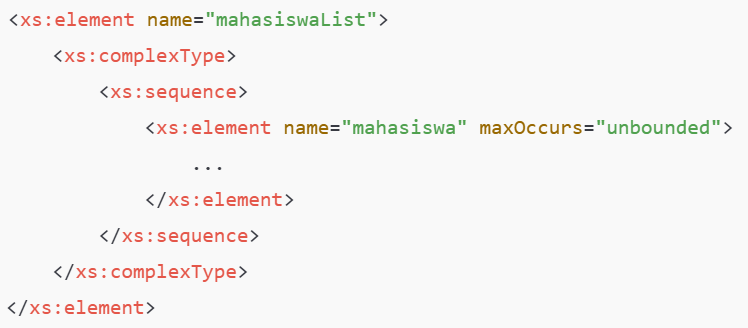 <xs:element name="mahasiswaList">
    <xs:complexType>
        <xs:sequence>
            <xs:element name="mahasiswa" maxOccurs="unbounded">
                ...
            </xs:element>
        </xs:sequence>
    </xs:complexType>
</xs:element>